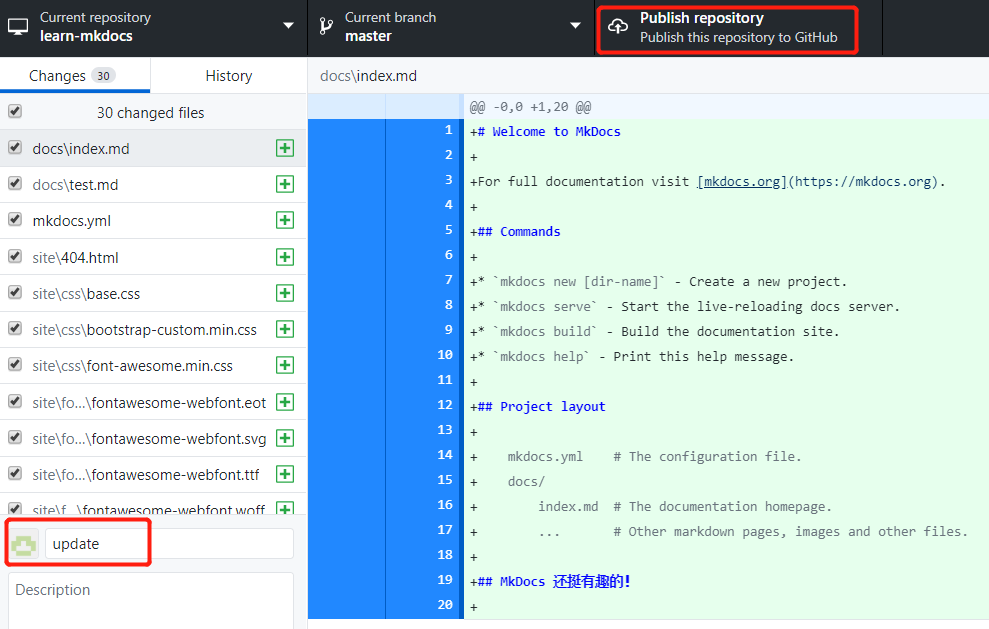 Current repository
learn-mkdocs
Current branch
master
Publish repository
Publish this repository to GitHub
Changes 30
History
docs\index.md
30 changed files
docs\index.md
docs\test.md
mkdocs.yml
site\404.html
site\css\base.css
site\css\bootstrap-custom.min.css
site\css\font-awesome.min.css
site\fo...\fontawesome-webfont.eot
site\fo...\fontawesome-webfont.svg
site\fo...\fontawesome-webfont.ttf
site\f...\fontawesome-webfont.woff
update
Description
@@ -0,0 +1,20 @@
1 +# Welcome to MkDocs
2 +
3 +For full documentation visit [mkdocs.org](https://mkdocs.org).
4 +
5 +## Commands
6 +
7 +* `mkdocs new [dir-name]` - Create a new project.
8 +* `mkdocs serve` - Start the live-reloading docs server.
9 +* `mkdocs build` - Build the documentation site.
10 +* `mkdocs help` - Print this help message.
11 +
12 +## Project layout
13 +
14 +    mkdocs.yml    # The configuration file.
15 +    docs/
16 +        index.md  # The documentation homepage.
17 +        ...       # Other markdown pages, images and other files.
18 +
19 +## MkDocs 还挺有趣的!
20 +